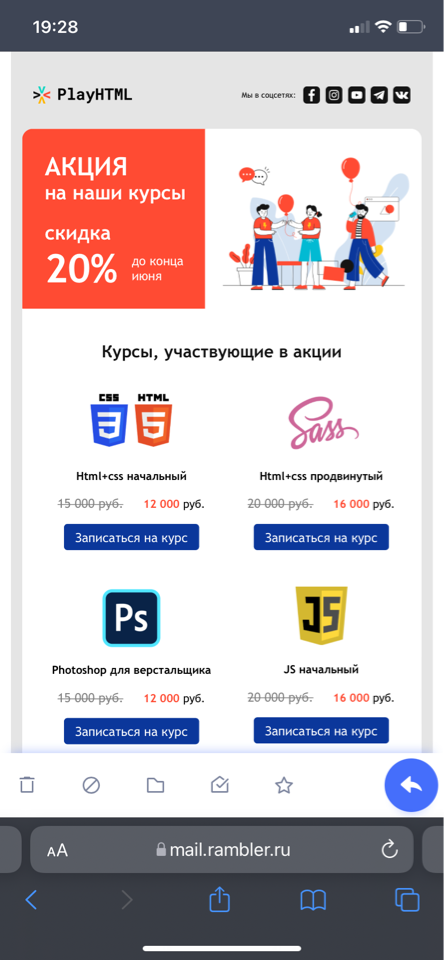 19:28
PlayHTML
Мы в соцсетях:
АКЦИЯ
на наши курсы
скидка
20% до конца
июня
Курсы, участвующие в акции
CSS HTML
3 5
Sass
Html+css начальный
Html+css продвинутый
15 000 руб. 12 000 руб.
20 000 руб. 16 000 руб.
Записаться на курс
Записаться на курс
Ps
JS
Photoshop для верстальщика
JS начальный
15 000 руб. 12 000 руб.
20 000 руб. 16 000 руб.
Записаться на курс
Записаться на курс
AA mail.rambler.ru